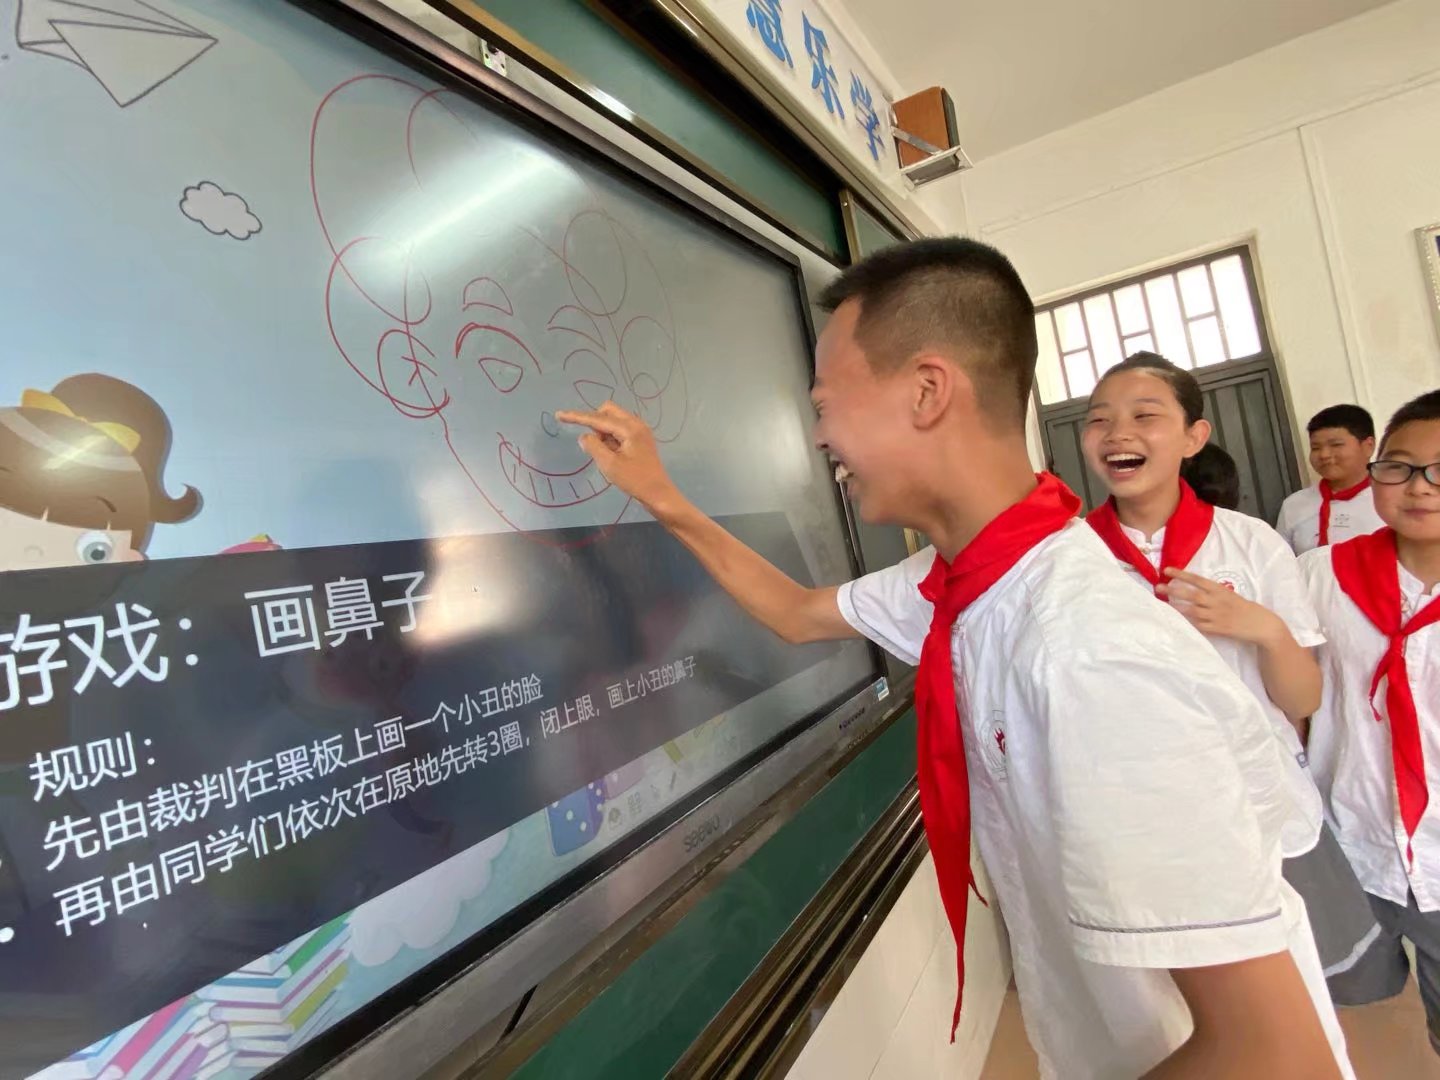 乐学
游戏：画鼻子
规则：
先由裁判在黑板上画一个小丑的脸
再由同学们依次在原地先转3圈，闭上眼，画上小丑的鼻子
seewo